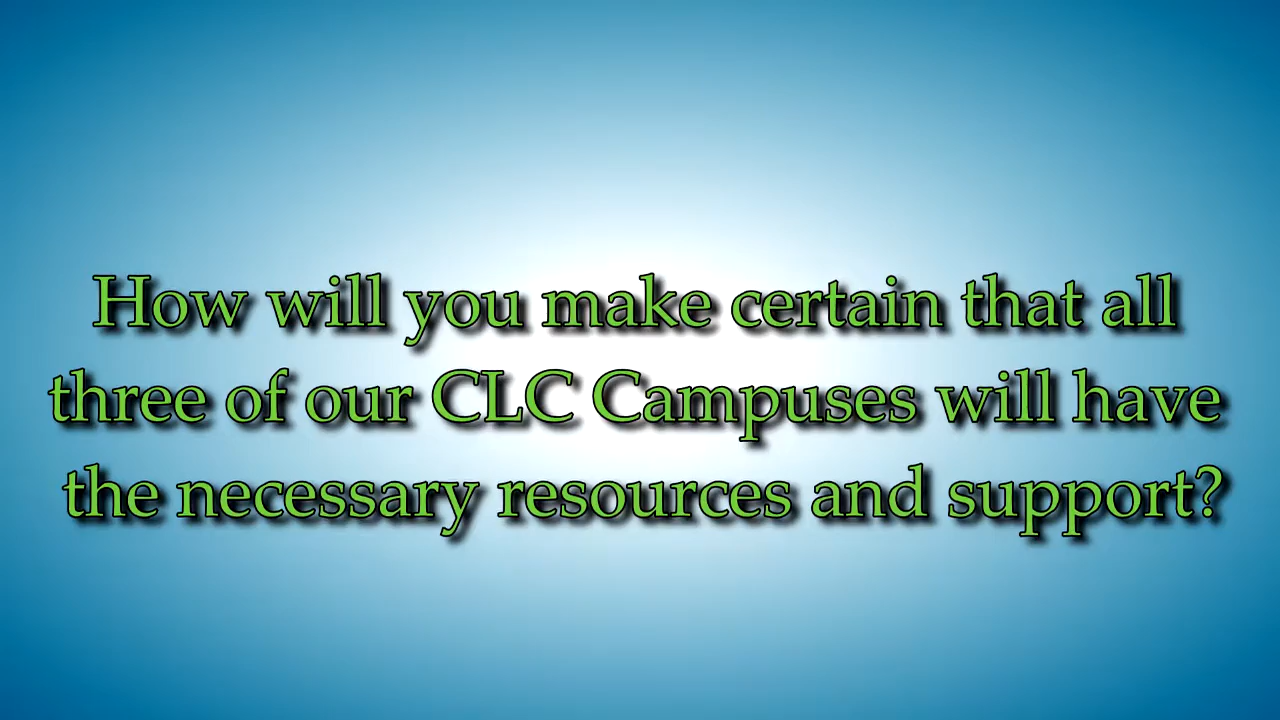 How will you make certain that all
three of our CLC Campuses will have
the necessary resources and support?